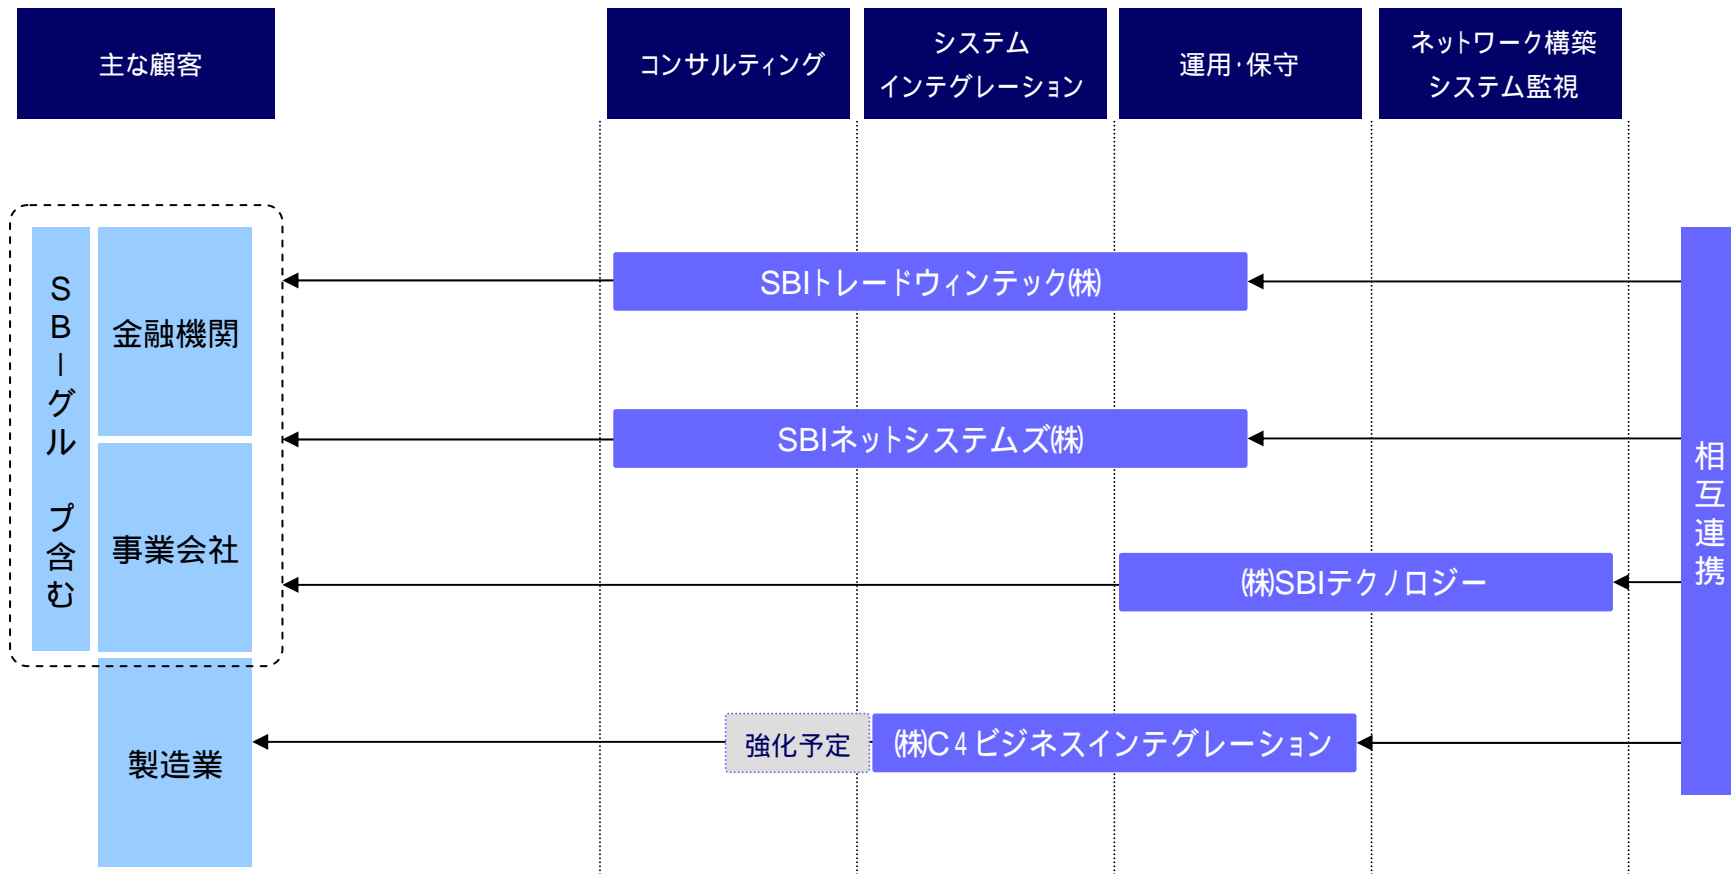 主な顧客
コンサルティング
システム
インテグレーション
運用・保守
ネットワーク構築
システム監視
SBIグループ含む
金融機関
事業会社
製造業
SBIトレードウィンテック㈱
SBIネットシステムズ㈱
㈱SBIテクノロジー
強化予定
㈱C4ビジネスインテグレーション
相互連携